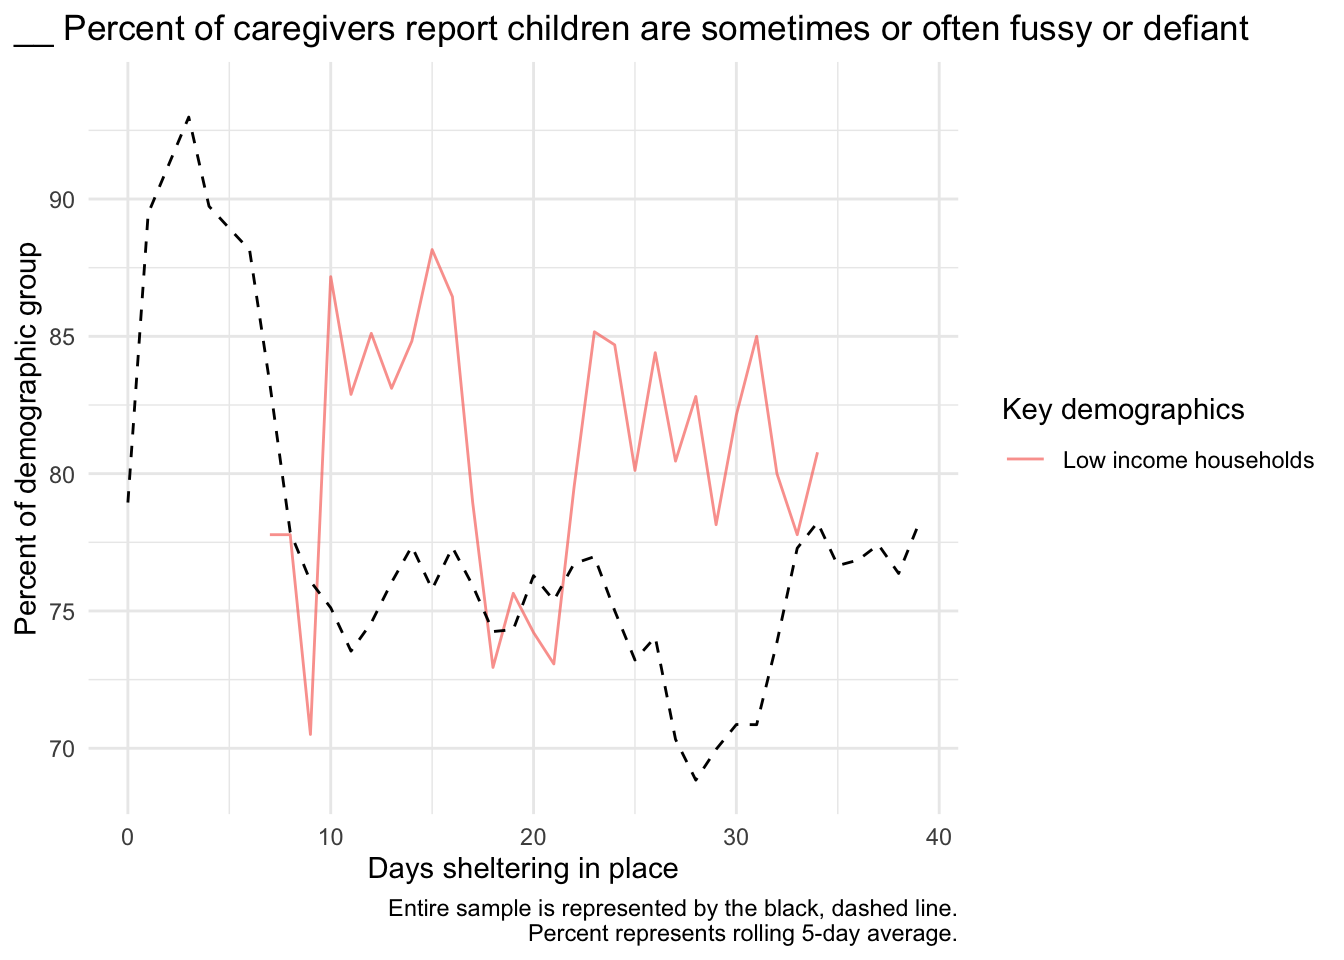 __ Percent of caregivers report children are sometimes or often fussy or defiant
Percent of demographic group
90
85
80
75
70
0 10 20 30 40
Days sheltering in place
Key demographics
Low income households
Entire sample is represented by the black, dashed line.
Percent represents rolling 5-day average.